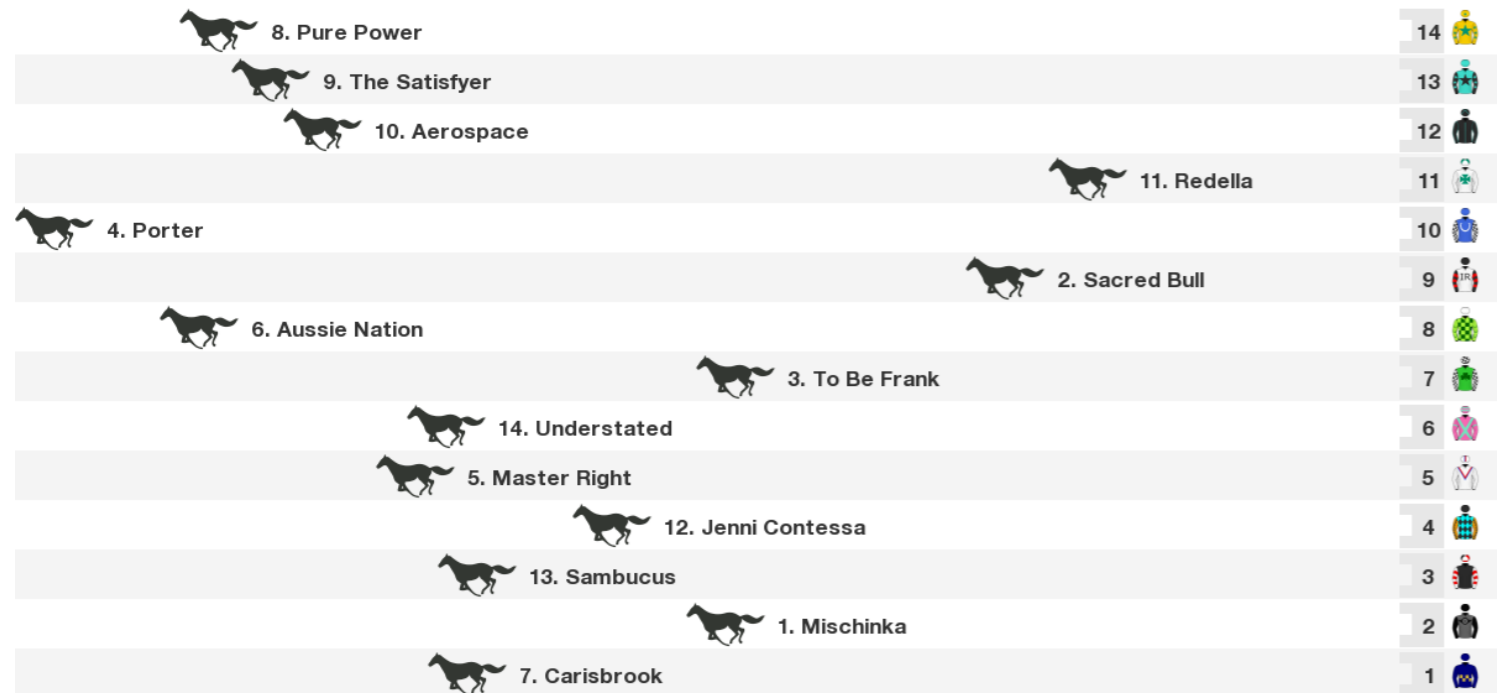 8. Pure Power 14
9. The Satisfyer 13
10. Aerospace 12
11. Redella 11
4. Porter 10
2. Sacred Bull 9
6. Aussie Nation 8
3. To Be Frank 7
14. Understated 6
5. Master Right 5
12. Jenni Contessa 4
13. Sambucus 3
1. Mischinka 2
7. Carisbrook 1